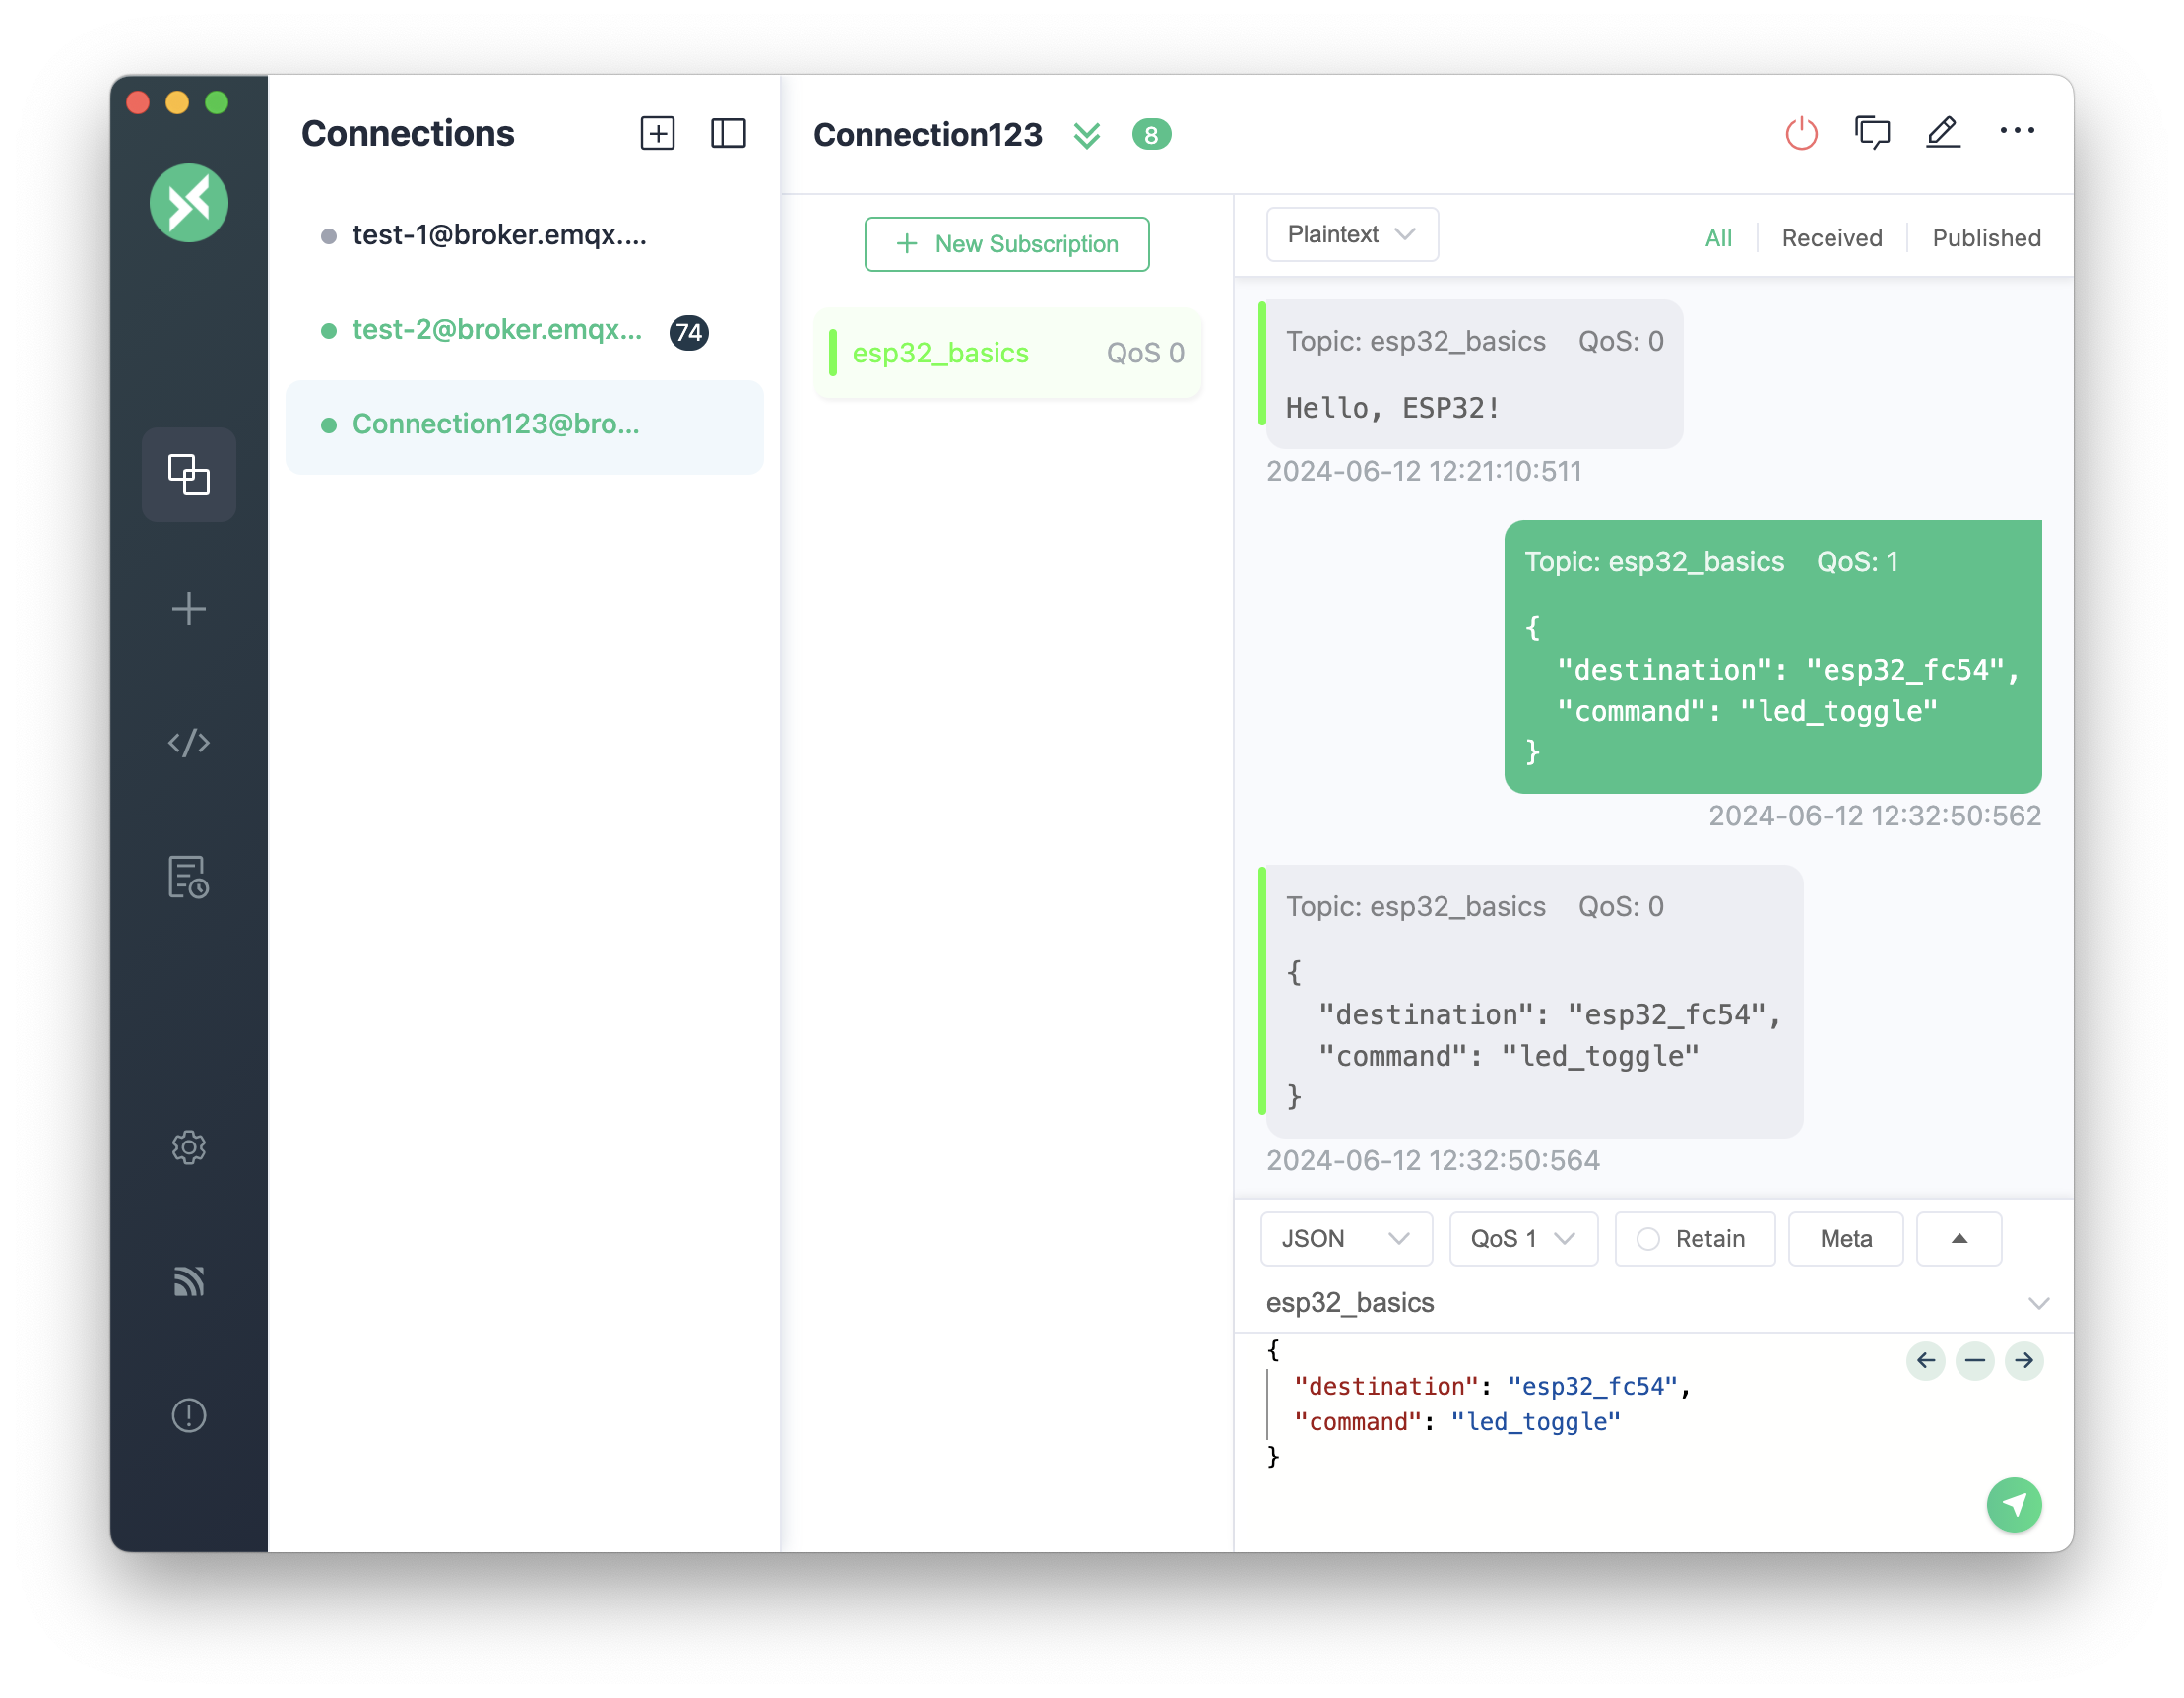 Connections
test-1@broker.emqx....
test-2@broker.emqx... 74
Connection123@bro...
Connection123 8
New Subscription
esp32_basics QoS 0
Plaintext All Received Published
Topic: esp32_basics QoS: 0
Hello, ESP32!
2024-06-12 12:21:10:511
Topic: esp32_basics QoS: 1
{
"destination": "esp32_fc54",
"command": "led_toggle"
}
2024-06-12 12:32:50:562
Topic: esp32_basics QoS: 0
{
"destination": "esp32_fc54",
"command": "led_toggle"
}
2024-06-12 12:32:50:564
JSON QoS 1 Retain Meta
esp32_basics
{
"destination": "esp32_fc54",
"command": "led_toggle"
}